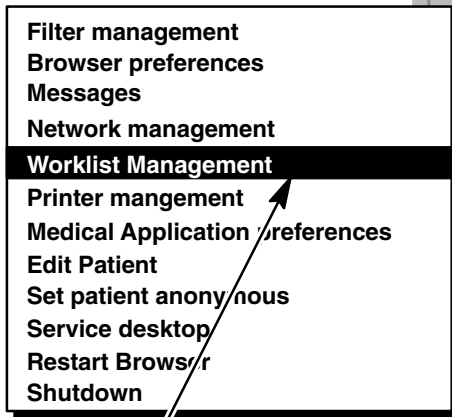 Filter management
Browser preferences
Messages
Network management
Worklist Management
Printer mangement
Medical Application preferences
Edit Patient
Set patient anonymous
Service desktop
Restart Browser
Shutdown